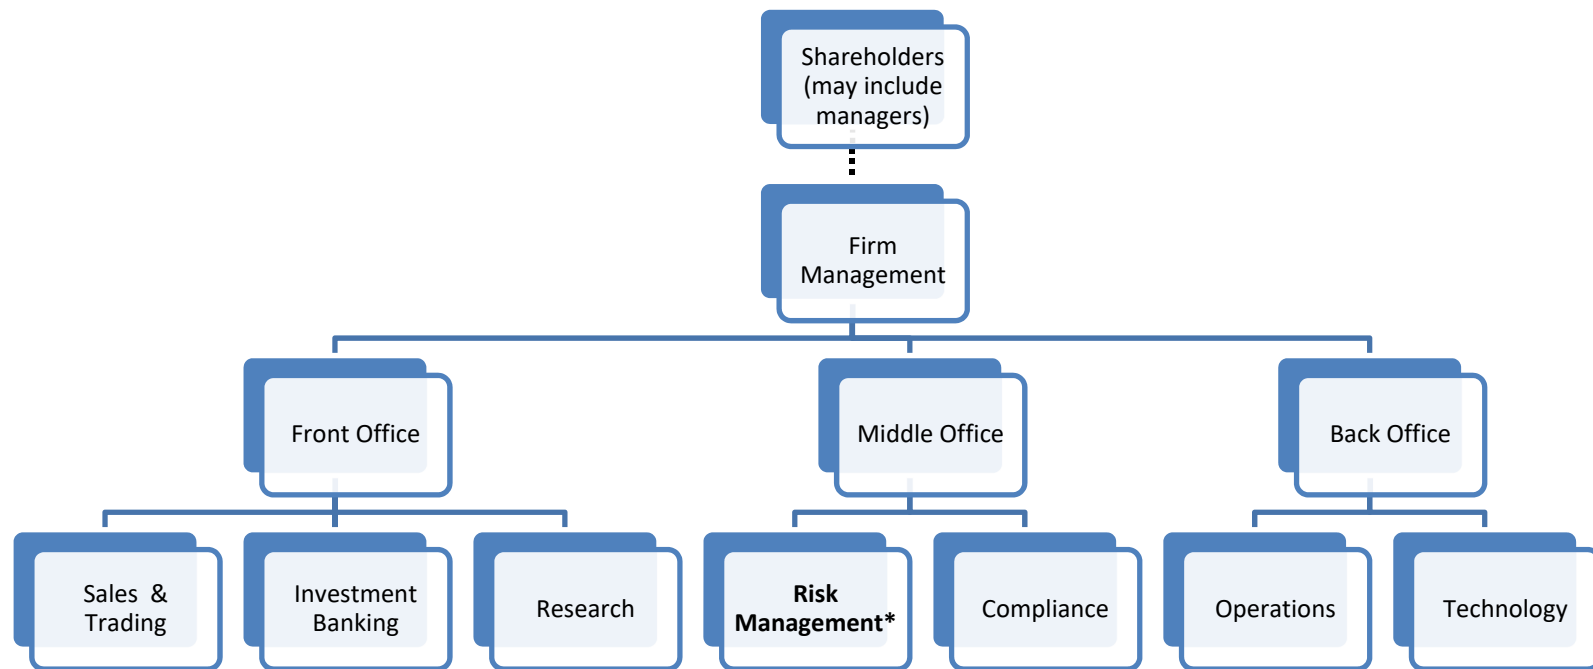 Shareholders
(may include
managers)
Firm
Management
Front Office
Middle Office
Back Office
Sales &
Trading
Investment
Banking
Research
Risk
Management*
Compliance
Operations
Technology